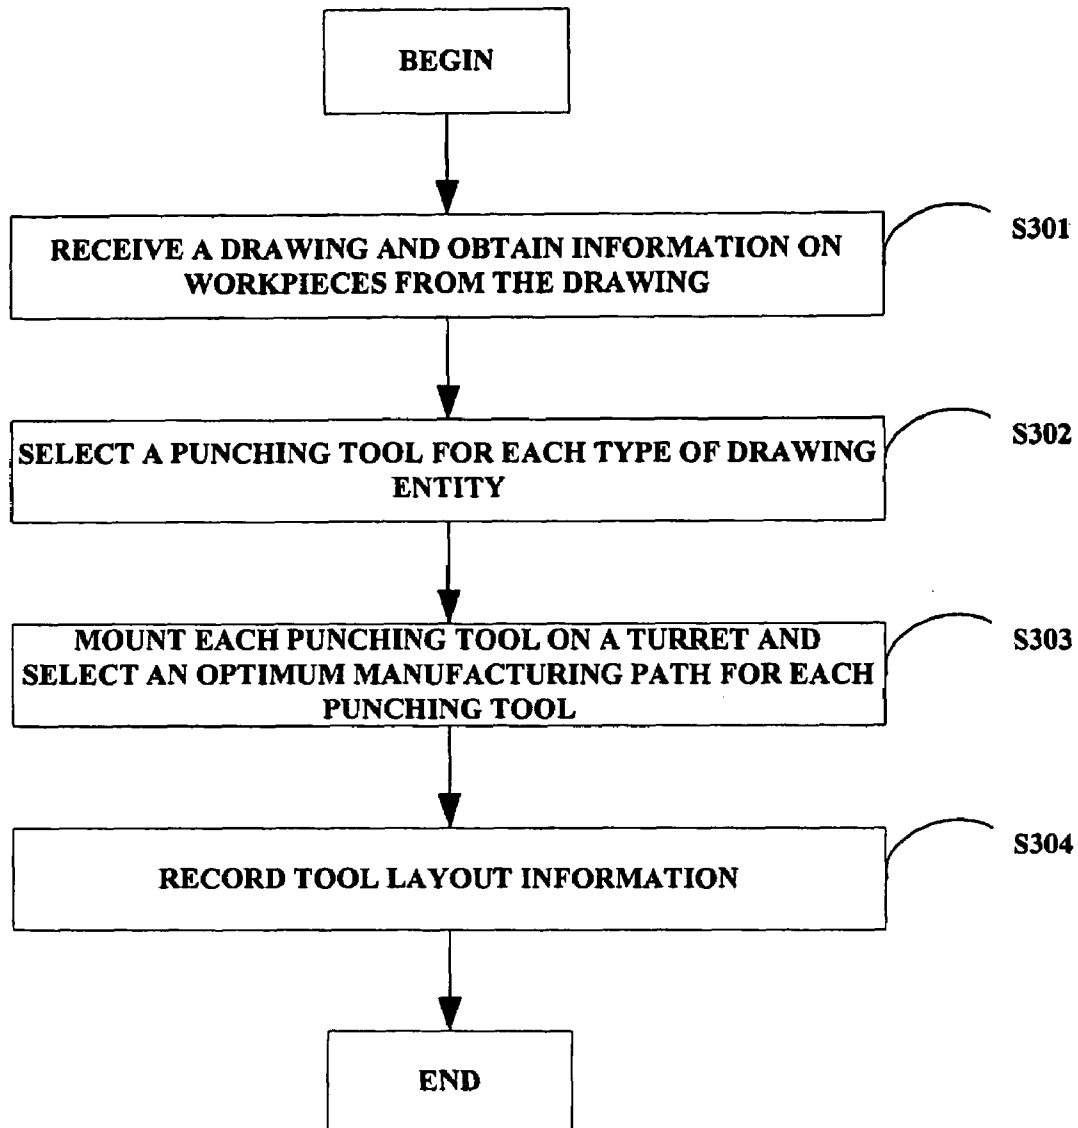 BEGIN
RECEIVE A DRAWING AND OBTAIN INFORMATION ON
WORKPIECES FROM THE DRAWING
S301
SELECT A PUNCHING TOOL FOR EACH TYPE OF DRAWING
ENTITY
S302
MOUNT EACH PUNCHING TOOL ON A TURRET AND
SELECT AN OPTIMUM MANUFACTURING PATH FOR EACH
PUNCHING TOOL
S303
RECORD TOOL LAYOUT INFORMATION
S304
END